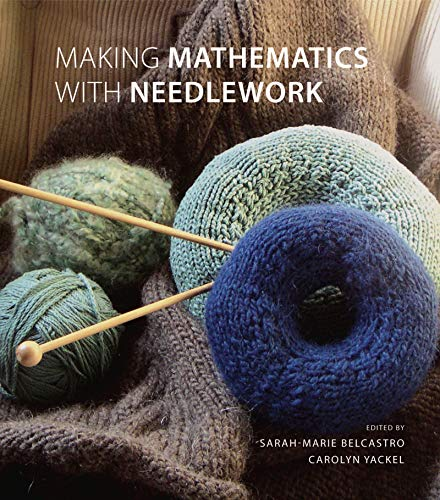 MAKING MATHEMATICS
WITH NEEDLEWORK
EDITED BY
SARAH-MARIE BELCASTRO
CAROLYN YACKEL